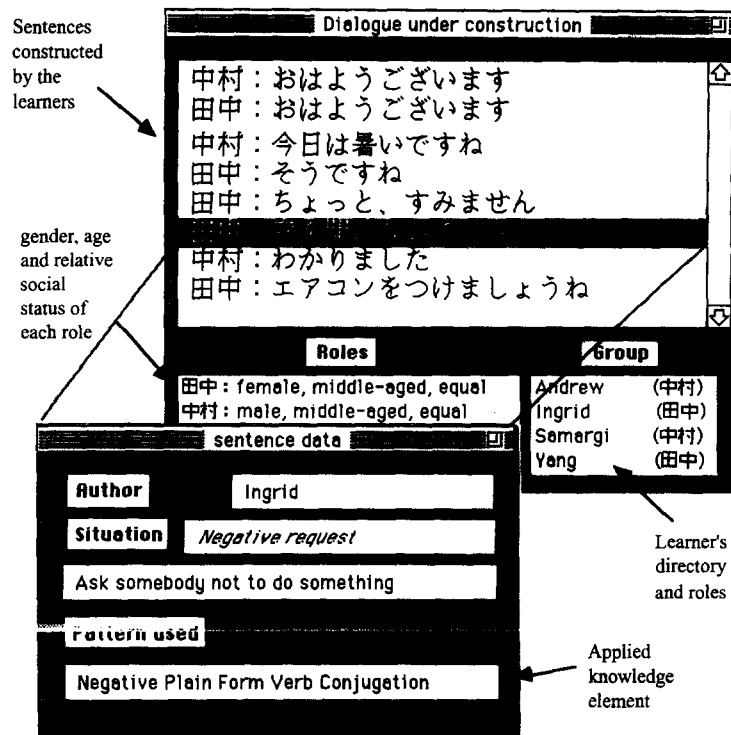 Sentences
constructed
by the
learners
Dialogue under construction
中村：おはようございます
田中：おはようございます
中村：今日は暑いですね
田中：そうですね
田中：ちょっと、すみません
中村：わかりました
田中：エアコンをつけましょうね
gender, age
and relative
social
status of
each role
Roles
田中：female, middle-aged, equal
中村：male, middle-aged, equal
Group
Andrew (中村)
Ingrid (田中)
Samargi (中村)
Yang (田中)
sentence data
Author Ingrid
Situation Negative request
Ask somebody not to do something
Pattern used
Negative Plain Form Verb Conjugation
Learner's
directory
and roles
Applied
knowledge
element